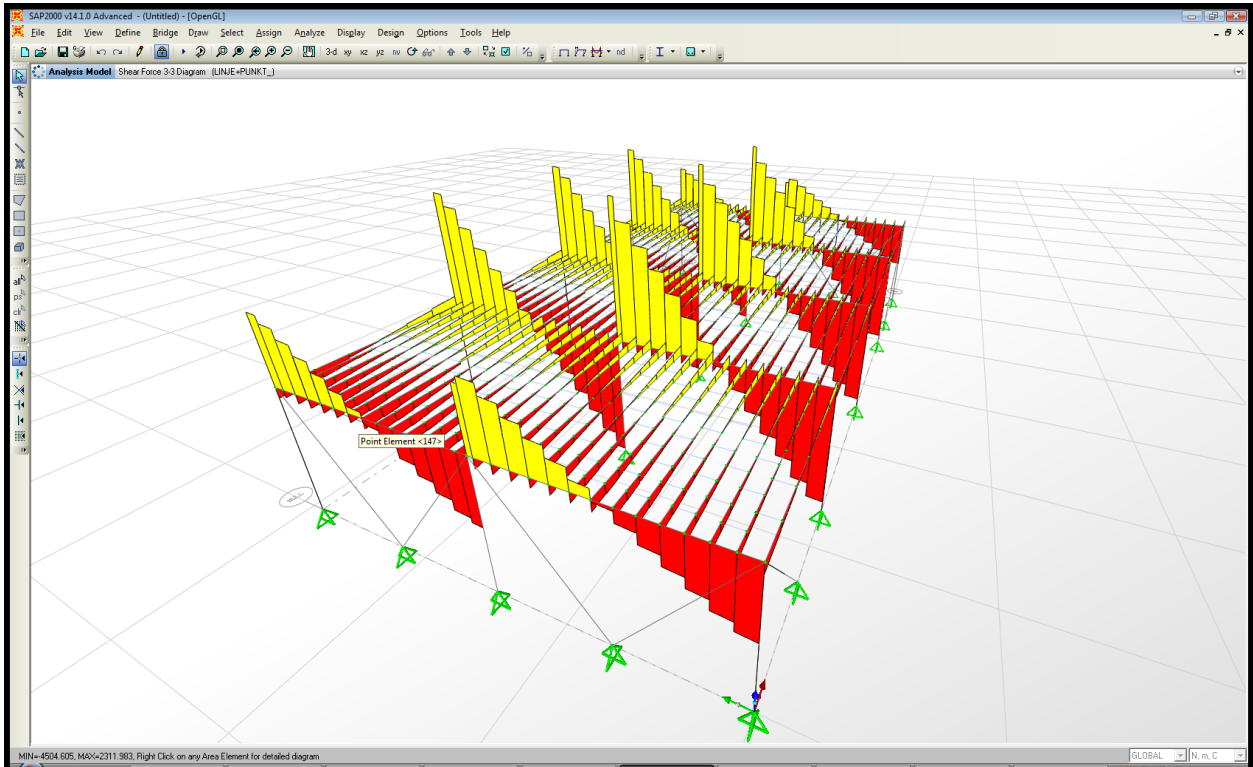 SAP2000 v14.1.0 Advanced - (Untitled) - [OpenGL]
File Edit View Define Bridge Draw Select Assign Analyze Display Design Options Tools Help
3-d xy xz yz nv nd
Analysis Model Shear Force 3-3 Diagram (LINJE+PUNKT_)
Point Element <147>
MIN=-4504.605, MAX=2311.983, Right Click on any Area Element for detailed diagram
GLOBAL N, m, C